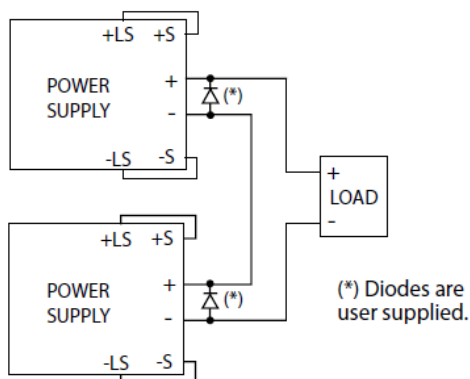 +LS +S
POWER
SUPPLY
+
(*)
-
-LS -S
+
LOAD
-
+LS +S
POWER
SUPPLY
+
(*)
-
-LS -S
(*) Diodes are
user supplied.